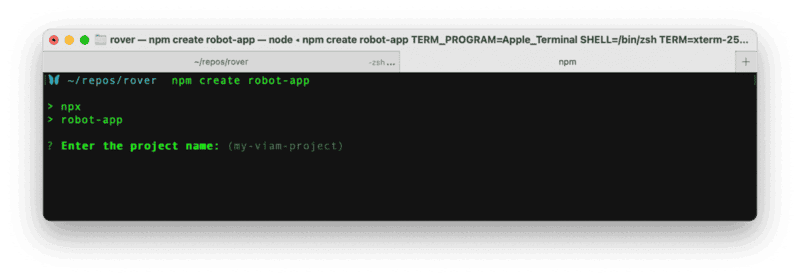 rover — npm create robot-app — node ◂ npm create robot-app TERM_PROGRAM=Apple_Terminal SHELL=/bin/zsh TERM=xterm-25...
~/repos/rover -zsh ... npm +
~/repos/rover npm create robot-app
> npx
> robot-app
? Enter the project name: (my-viam-project)